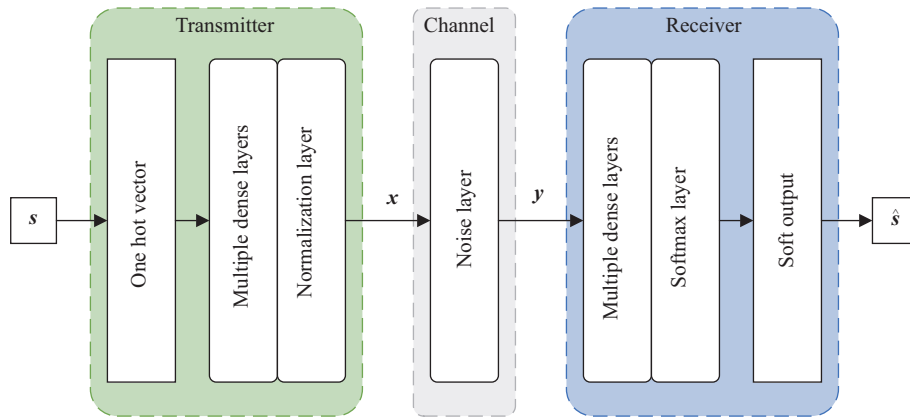 Transmitter
Channel
Receiver
s
One hot vector
Multiple dense layers
Normalization layer
x
Noise layer
y
Multiple dense layers
Softmax layer
Soft output
ŝ